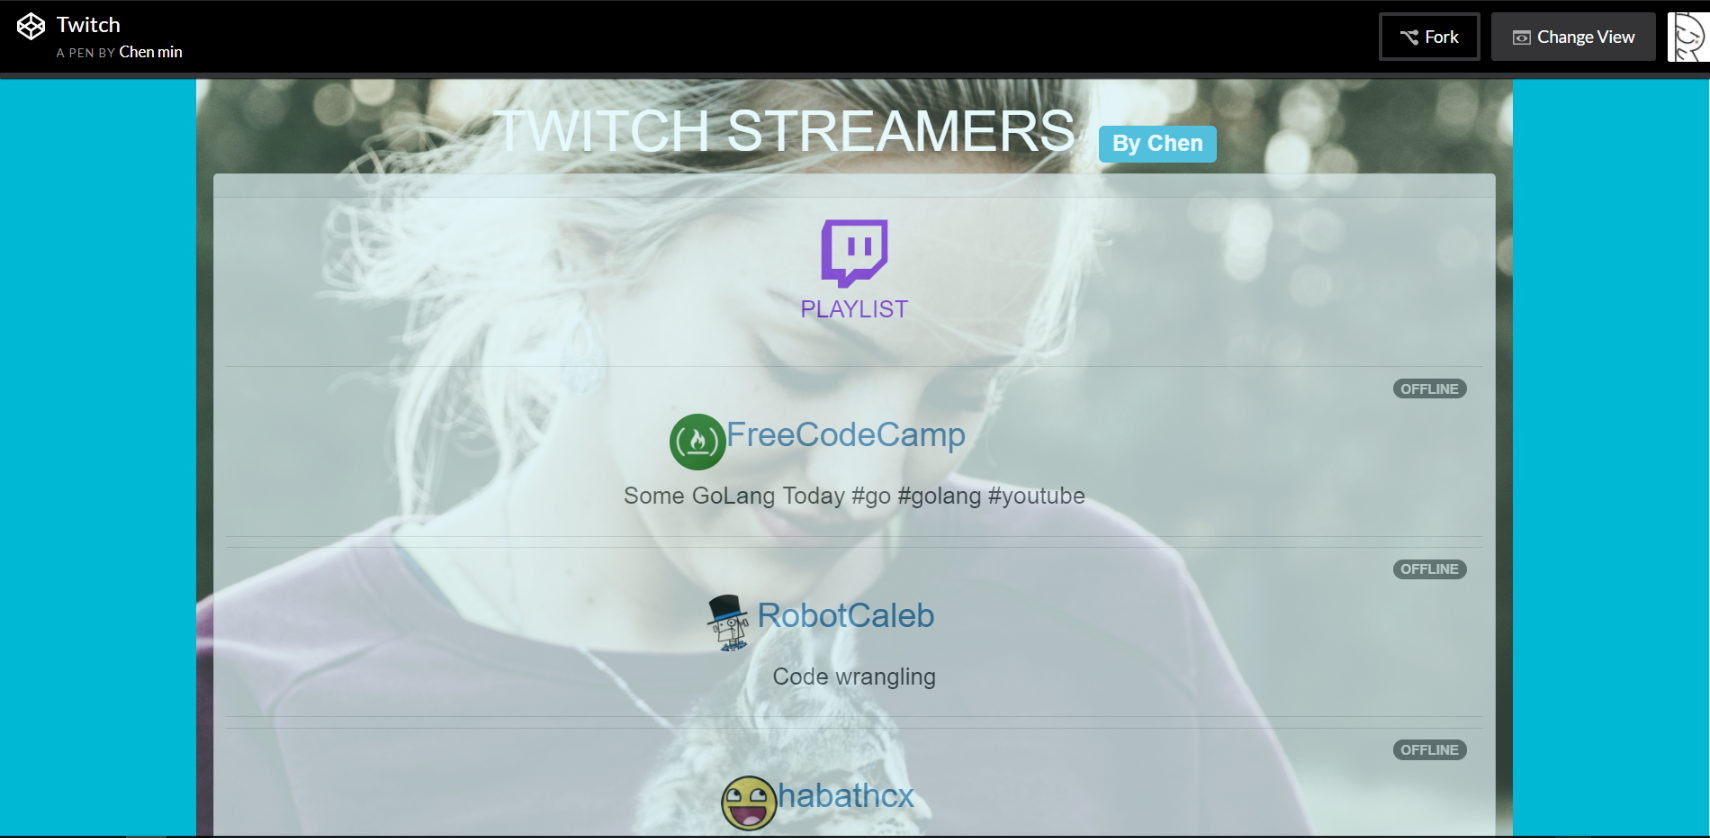 Twitch
A PEN BY Chen min
Fork
Change View
TWITCH STREAMERS By Chen
PLAYLIST
OFFLINE
FreeCodeCamp
Some GoLang Today #go #golang #youtube
OFFLINE
RobotCaleb
Code wrangling
OFFLINE
habathcx